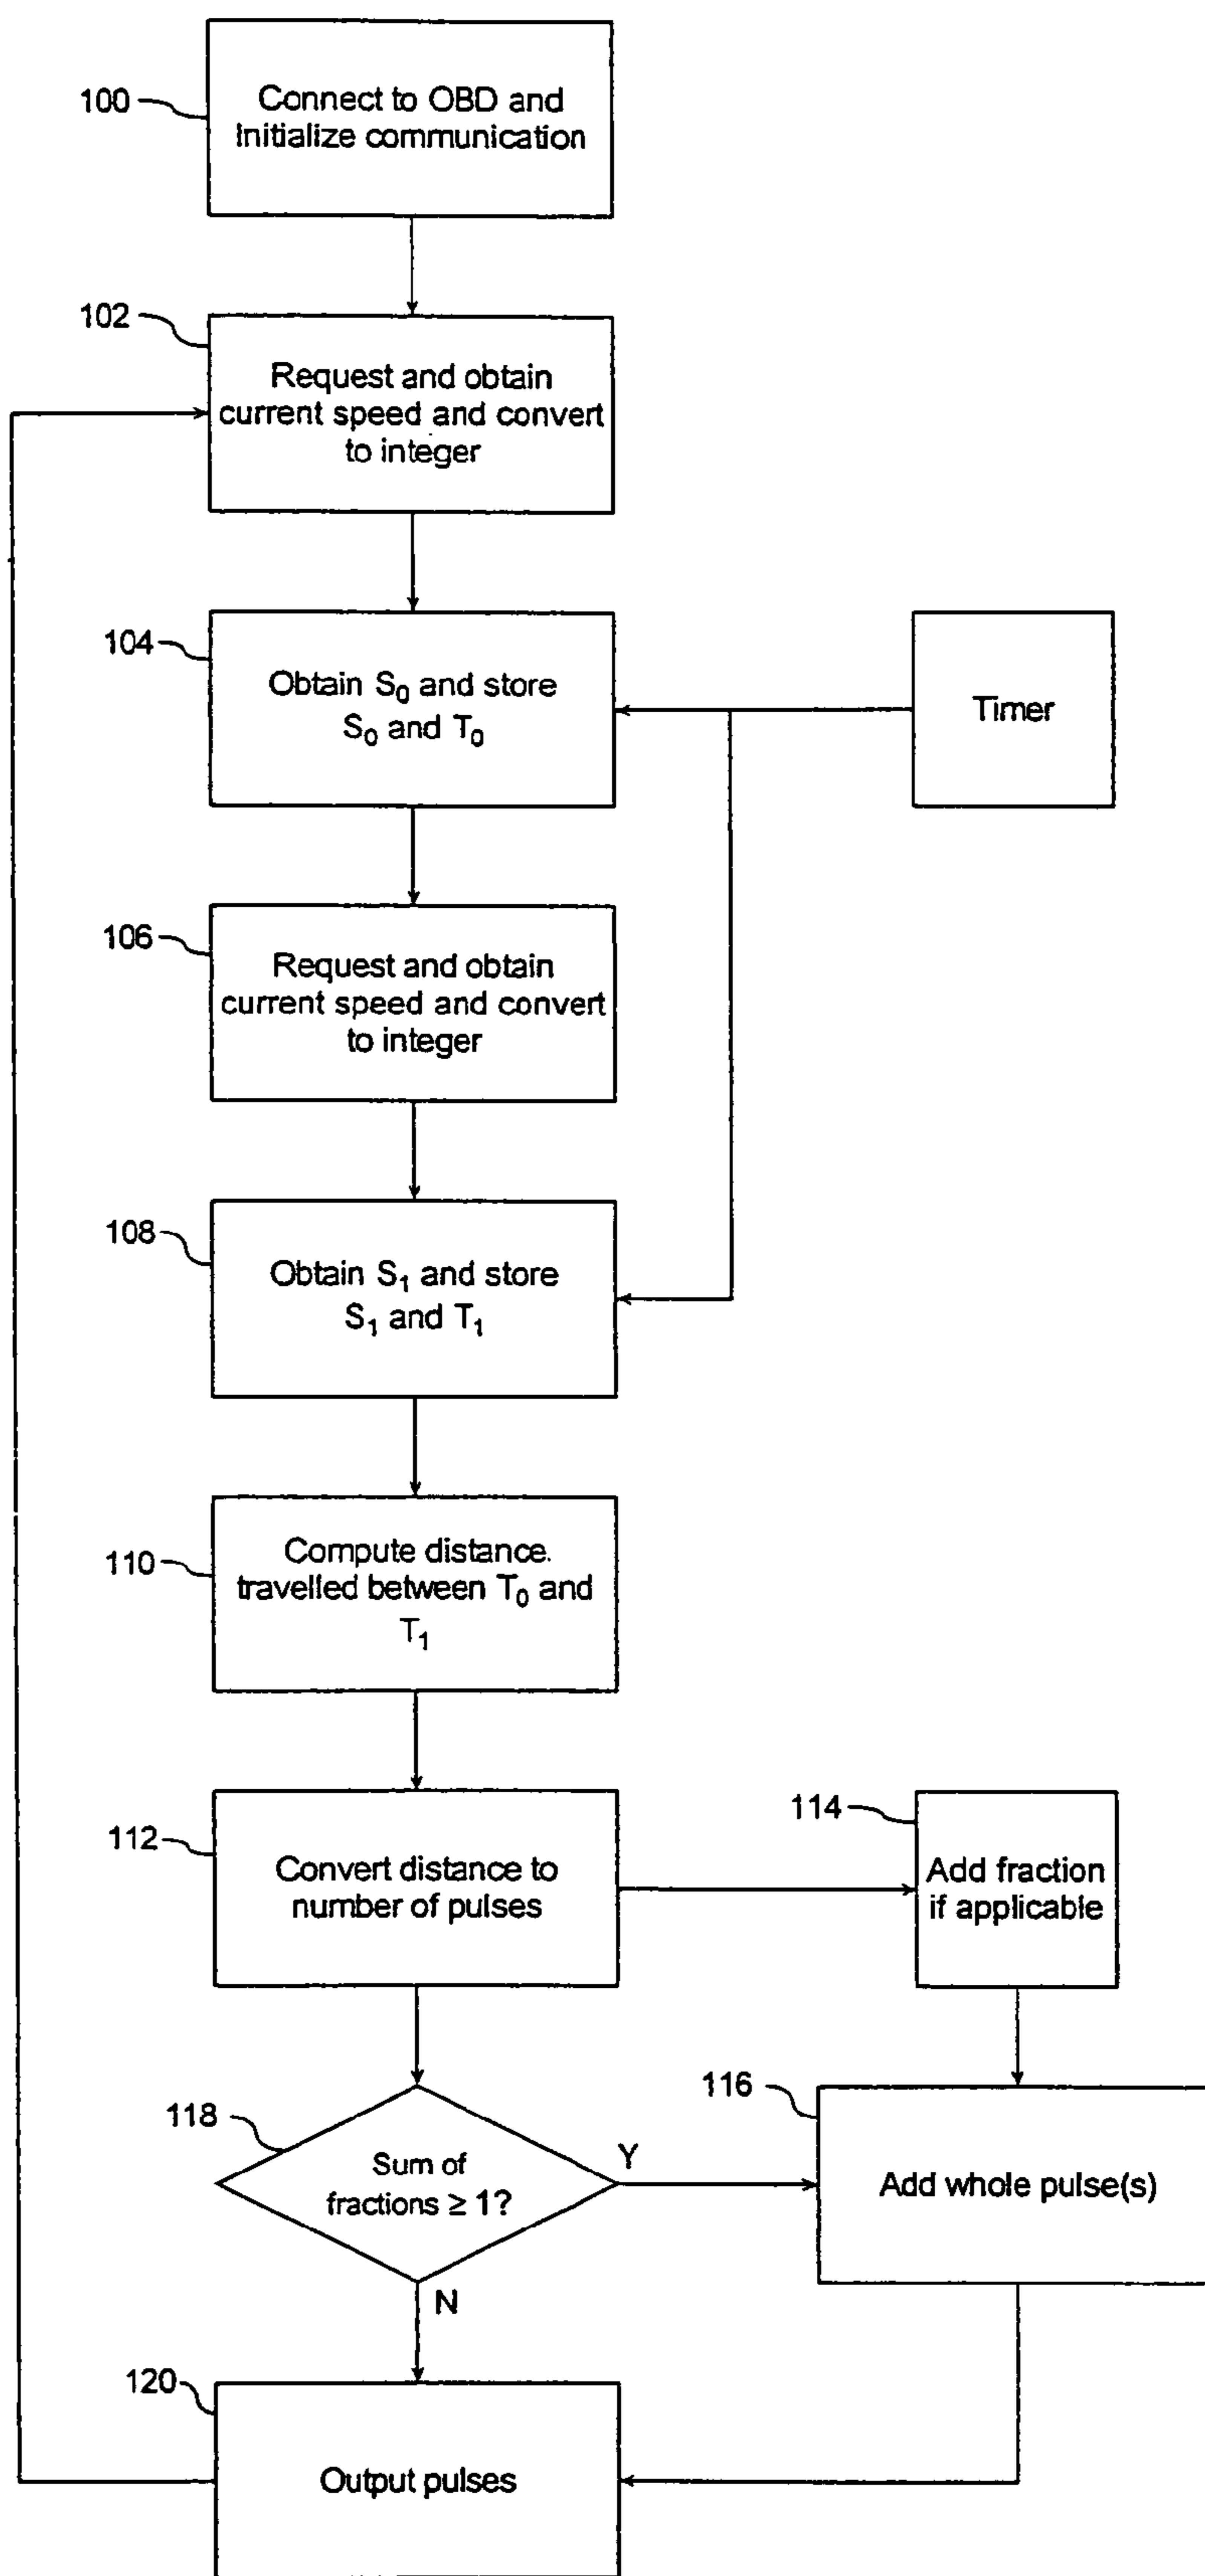 100
Connect to OBD and
Initialize communication
102
Request and obtain
current speed and convert
to integer
104
Obtain S₀ and store
S₀ and T₀
Timer
106
Request and obtain
current speed and convert
to integer
108
Obtain S₁ and store
S₁ and T₁
110
Compute distance.
travelled between T₀ and
T₁
112
Convert distance to
number of pulses
114
Add fraction
if applicable
116
Add whole pulse(s)
118
Sum of
fractions ≥ 1?
Y
N
120
Output pulses